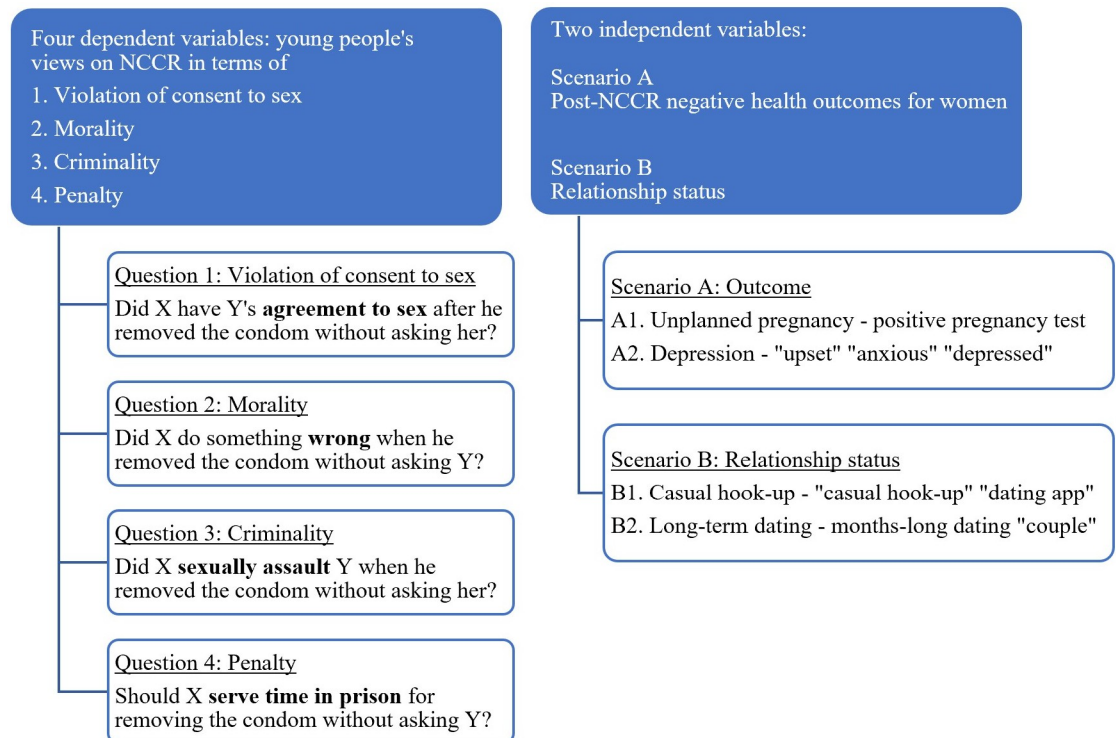 Four dependent variables: young people's
views on NCCR in terms of
1. Violation of consent to sex
2. Morality
3. Criminality
4. Penalty
Question 1: Violation of consent to sex
Did X have Y's agreement to sex after he
removed the condom without asking her?
Question 2: Morality
Did X do something wrong when he
removed the condom without asking Y?
Question 3: Criminality
Did X sexually assault Y when he
removed the condom without asking her?
Question 4: Penalty
Should X serve time in prison for
removing the condom without asking Y?
Two independent variables:
Scenario A
Post-NCCR negative health outcomes for women
Scenario B
Relationship status
Scenario A: Outcome
A1. Unplanned pregnancy - positive pregnancy test
A2. Depression - "upset" "anxious" "depressed"
Scenario B: Relationship status
B1. Casual hook-up - "casual hook-up" "dating app"
B2. Long-term dating - months-long dating "couple"